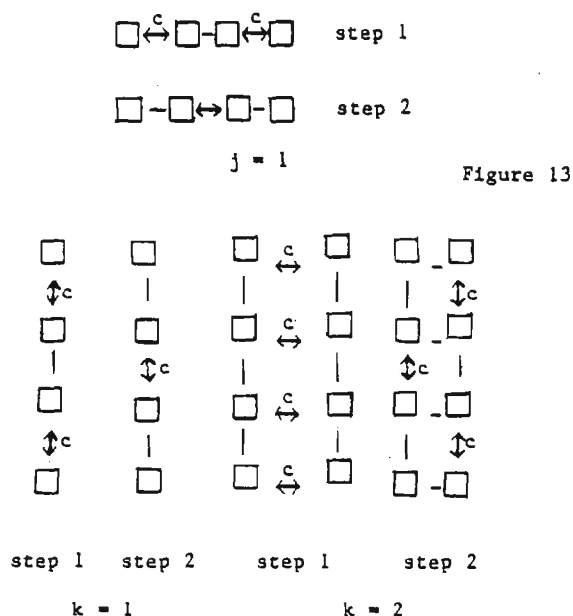 c c step 1
step 2
j = 1
Figure 13
c
c c
c c c
c c
c c c
c
step 1 step 2 step 1 step 2
k = 1 k = 2